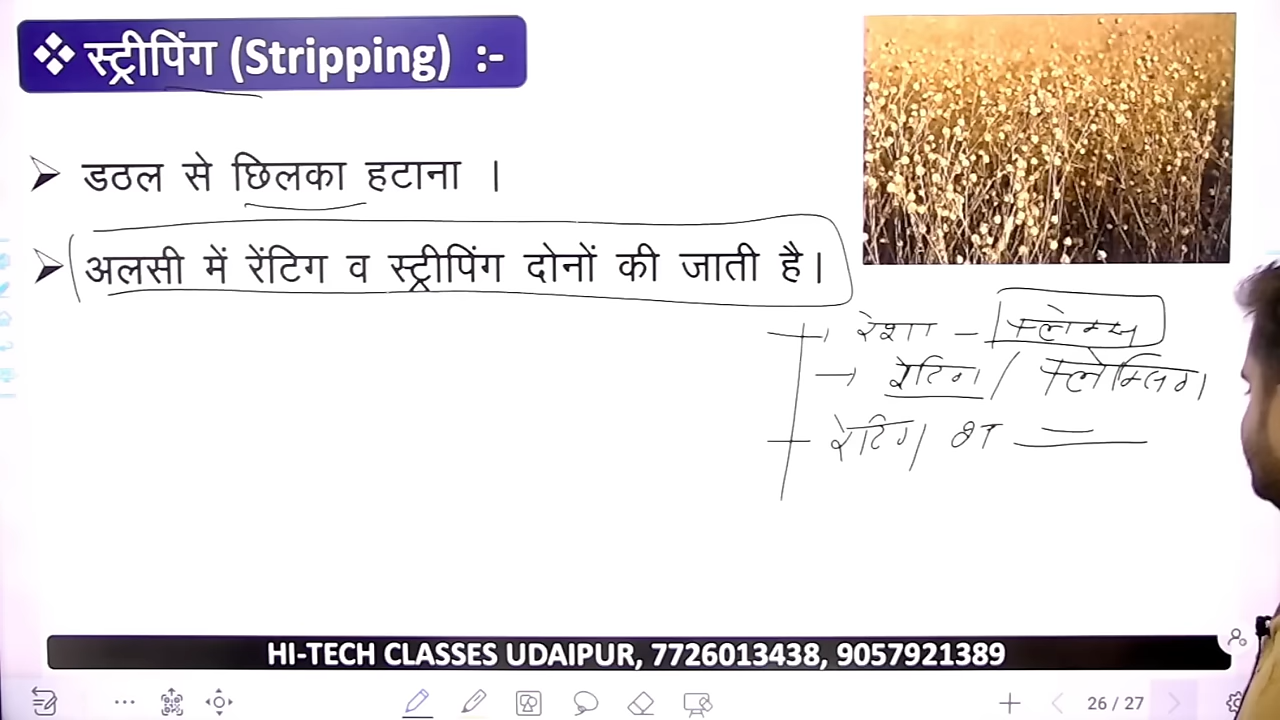 ❖ स्ट्रीपिंग (Stripping) :-
➢ डठल से छिलका हटाना ।
➢ अलसी में रेंटिग व स्ट्रीपिंग दोनों की जाती है।
→ रेशा – फ्लेम्स
→ रेटिंग /
रेटिंग
HI-TECH CLASSES UDAIPUR, 7726013438, 9057921389
26 / 27